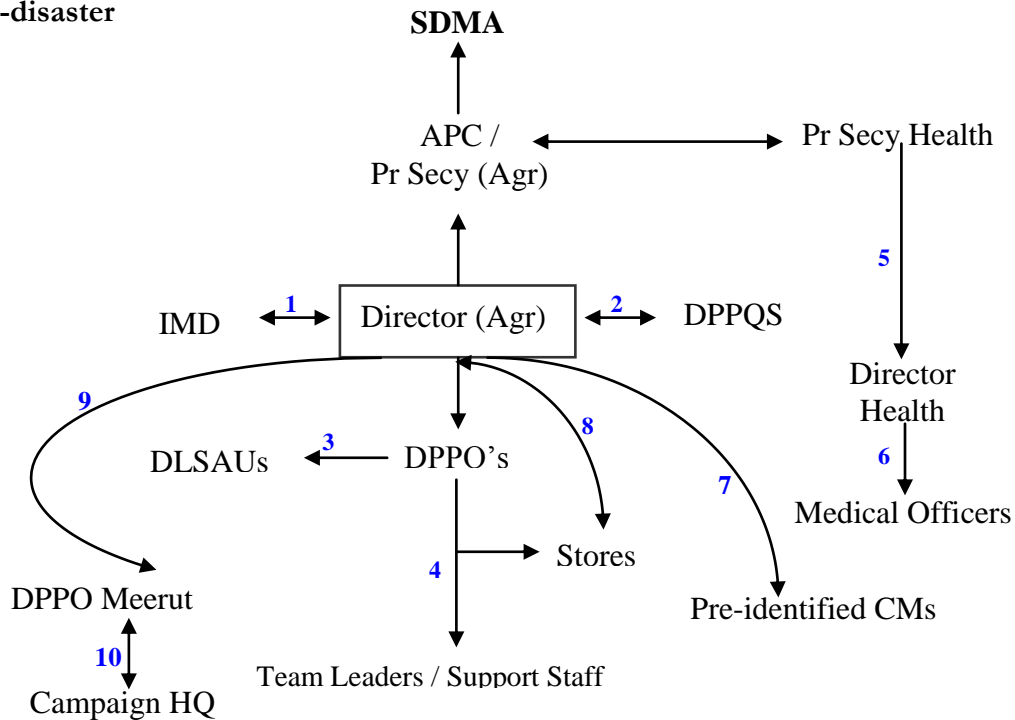 -disaster
SDMA
APC /
Pr Secy (Agr)
Pr Secy Health
5
IMD
1
Director (Agr)
2
DPPQS
Director
Health
9
8
DLSAUs
3
DPPO's
7
6
Medical Officers
4
Stores
DPPO Meerut
Pre-identified CMs
10
Team Leaders / Support Staff
Campaign HQ